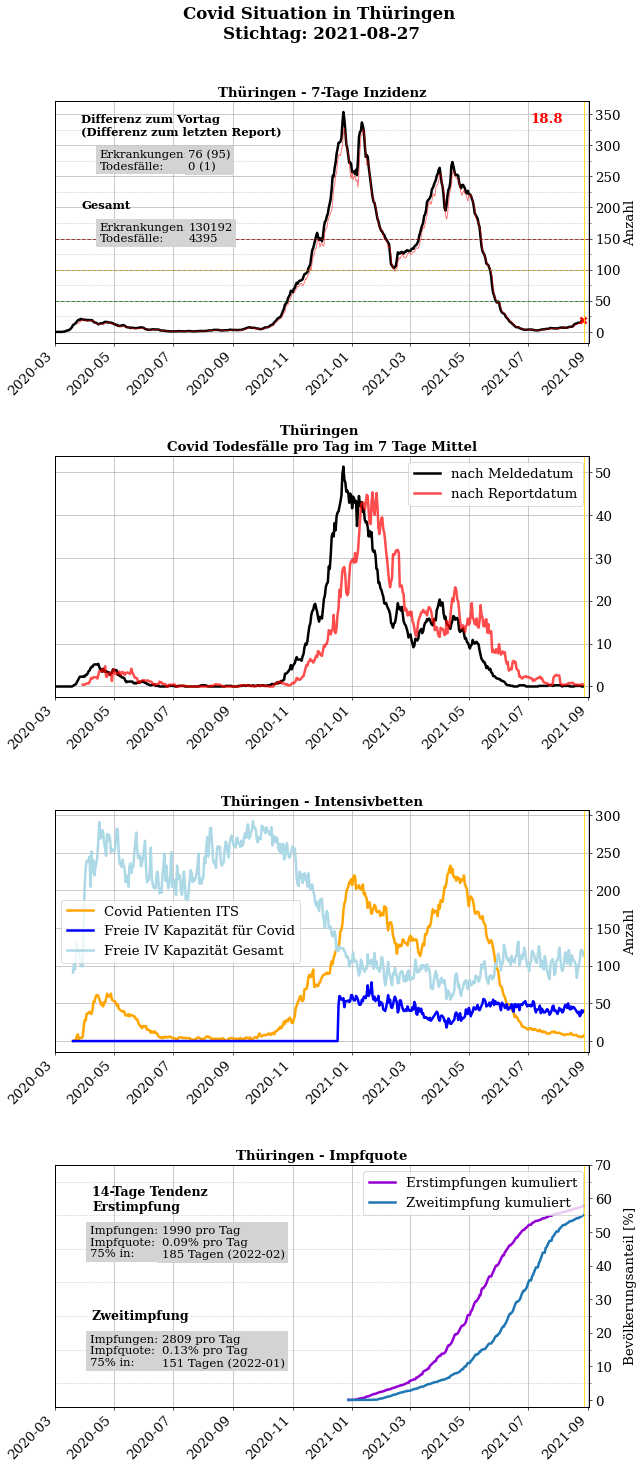 Covid Situation in Thüringen
Stichtag: 2021-08-27
Thüringen - 7-Tage Inzidenz
Differenz zum Vortag
(Differenz zum letzten Report)
Erkrankungen 76 (95)
Todesfälle: 0 (1)
Gesamt
Erkrankungen 130192
Todesfälle: 4395
18.8
350
300
250
200
150
100
50
0
Anzahl
2020-03
2020-05
2020-07
2020-09
2020-11
2021-01
2021-03
2021-05
2021-07
2021-09
Thüringen
Covid Todesfälle pro Tag im 7 Tage Mittel
nach Meldedatum
nach Reportdatum
50
40
30
20
10
0
2020-03
2020-05
2020-07
2020-09
2020-11
2021-01
2021-03
2021-05
2021-07
2021-09
Thüringen - Intensivbetten
Covid Patienten ITS
Freie IV Kapazität für Covid
Freie IV Kapazität Gesamt
300
250
200
150
100
50
0
Anzahl
2020-03
2020-05
2020-07
2020-09
2020-11
2021-01
2021-03
2021-05
2021-07
2021-09
Thüringen - Impfquote
14-Tage Tendenz
Erstimpfung
Impfungen: 1990 pro Tag
Impfquote: 0.09% pro Tag
75% in: 185 Tagen (2022-02)
Zweitimpfung
Impfungen: 2809 pro Tag
Impfquote: 0.13% pro Tag
75% in: 151 Tagen (2022-01)
Erstimpfungen kumuliert
Zweitimpfung kumuliert
70
60
50
40
30
20
10
0
Bevölkerungsanteil [%]
2020-03
2020-05
2020-07
2020-09
2020-11
2021-01
2021-03
2021-05
2021-07
2021-09